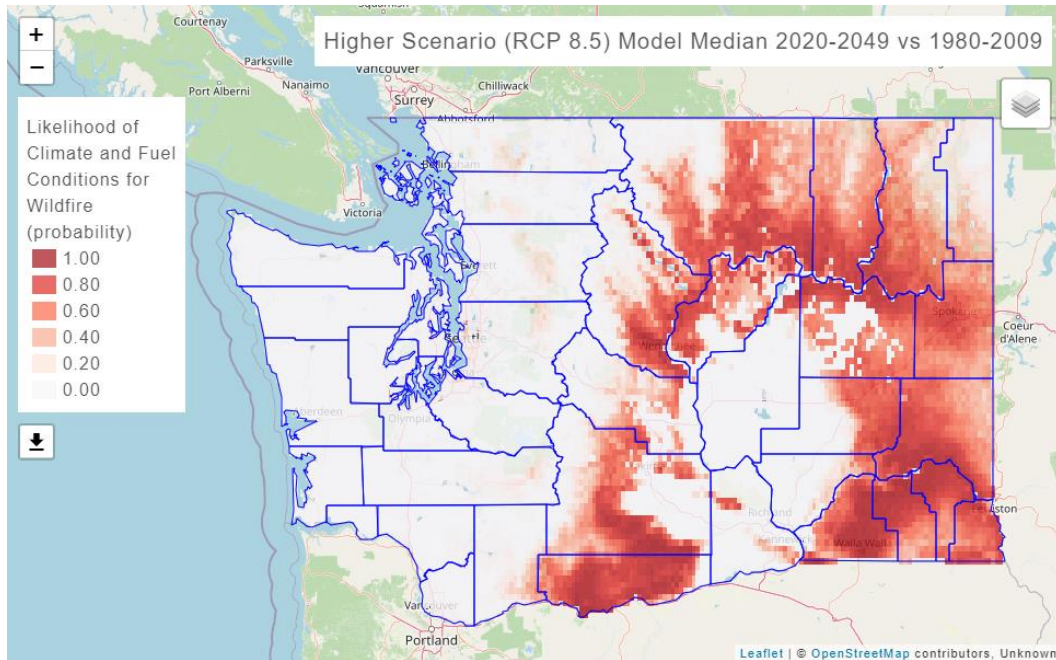 Squamish
Courtenay
Higher Scenario (RCP 8.5) Model Median 2020-2049 vs 1980-2009
+
−
Parksville
Vancouver
Port Alberni
Nanaimo
Surrey
Chilliwack
Abbotsford
Likelihood of
Climate and Fuel
Conditions for
Wildfire
(probability)
1.00
0.80
0.60
0.40
0.20
0.00
Bellingham
Victoria
Everett
Spokane
Coeur
d'Alene
Aberdeen
Olympia
Richland
Kennewick
Walla Walla
Lewiston
Vancouver
Portland
Leaflet | © OpenStreetMap contributors, Unknown